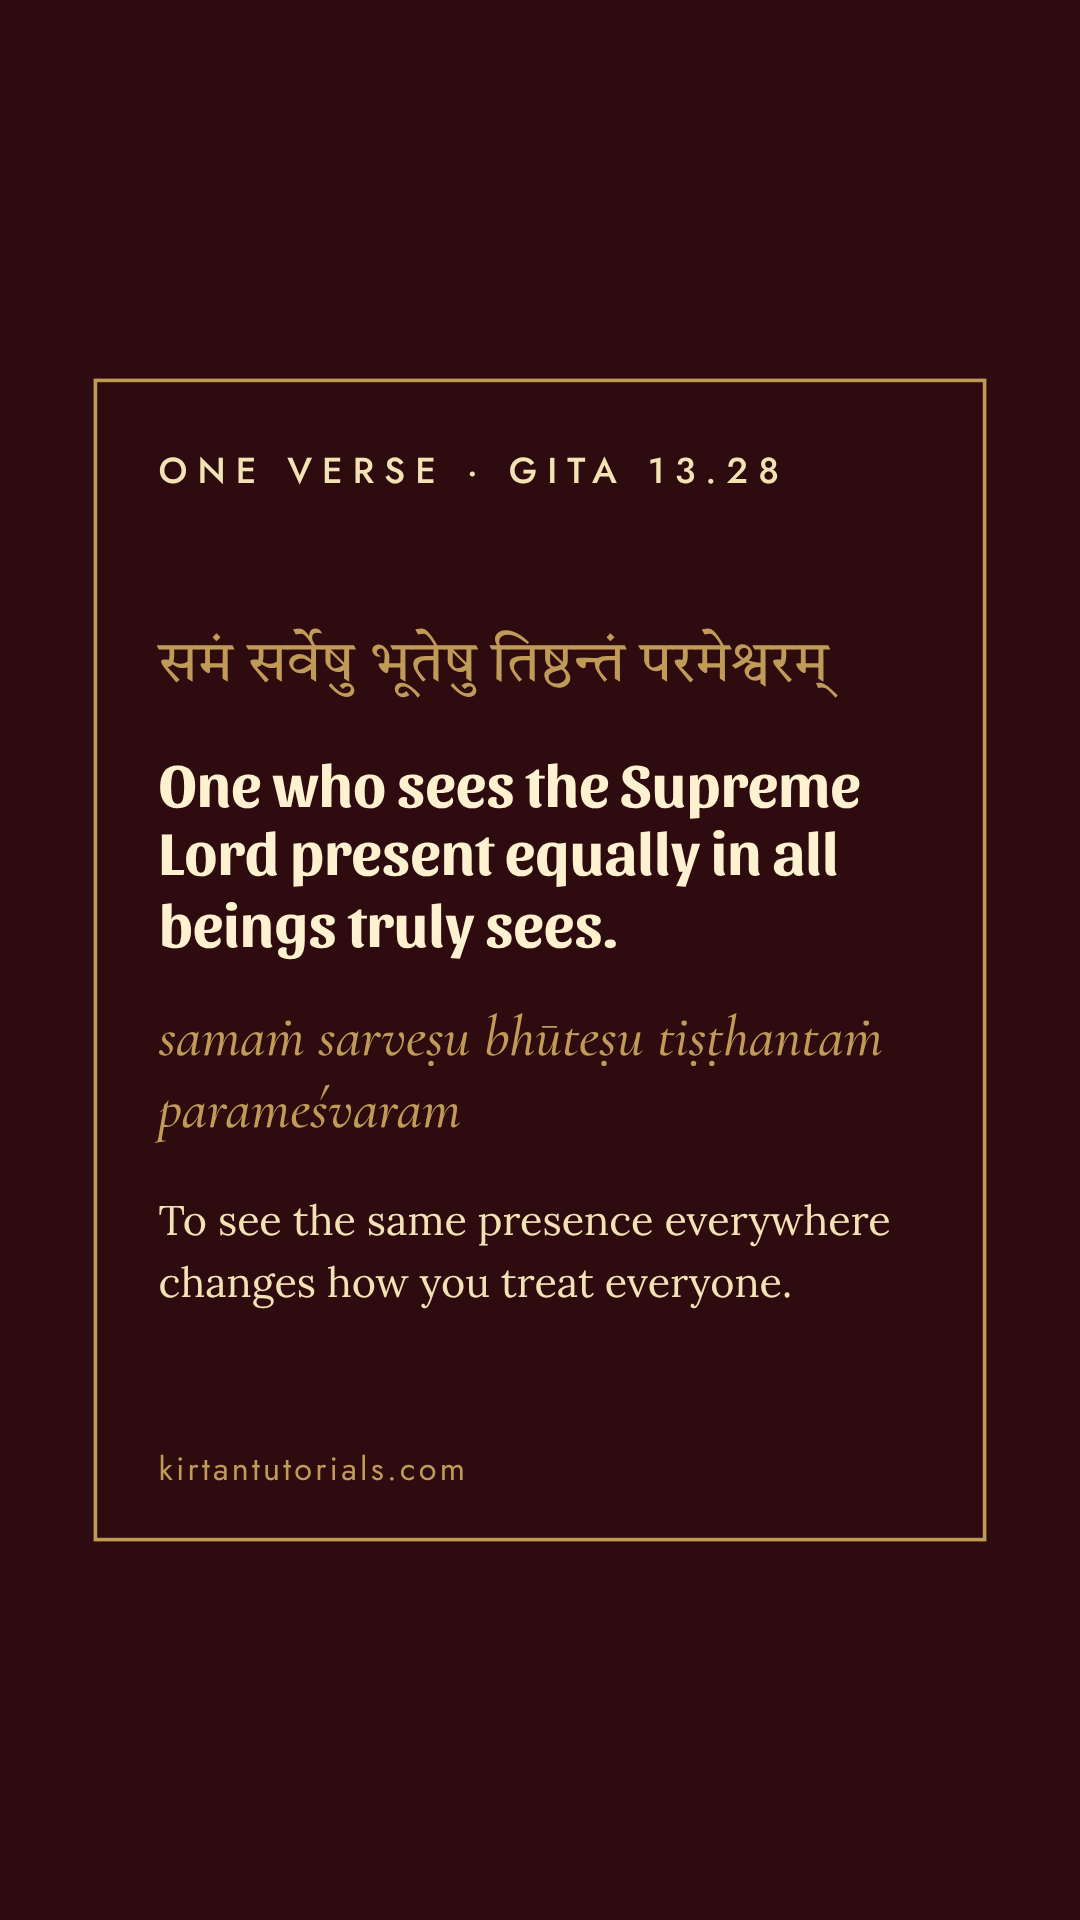 ONE VERSE · GITA 13.28
समं सर्वेषु भूतेषु तिष्ठन्तं परमेश्वरम्
One who sees the Supreme
Lord present equally in all
beings truly sees.
samaṁ sarveṣu bhūteṣu tiṣṭhantaṁ
parameśvaram
To see the same presence everywhere
changes how you treat everyone.
kirtantutorials.com